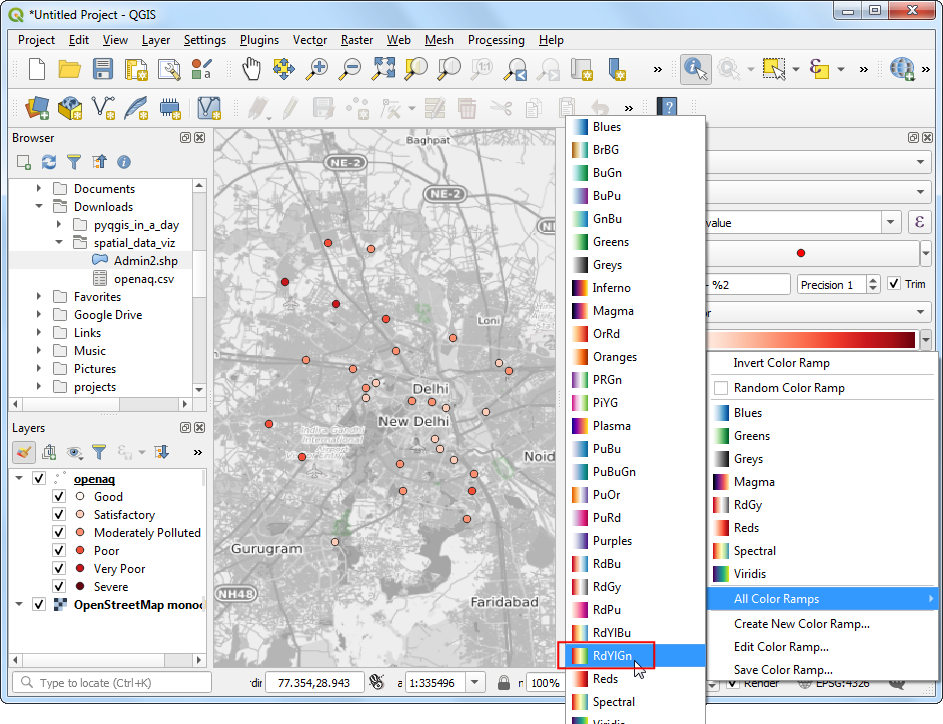 *Untitled Project - QGIS
Project Edit View Layer Settings Plugins Vector Raster Web Mesh Processing Help
Browser
Documents
Downloads
pyqgis_in_a_day
spatial_data_viz
Admin2.shp
openaq.csv
Favorites
Google Drive
Links
Music
Pictures
projects
Layers
openaq
Good
Satisfactory
Moderately Polluted
Poor
Very Poor
Severe
OpenStreetMap mono
Baghpat
NE-2
NE-2
Loni
Delhi
New Delhi
Indira Gandhi
International
Noid
Gurugram
NH48
Faridabad
Blues
BrBG
BuGn
BuPu
GnBu
Greens
Greys
Inferno
Magma
OrRd
Oranges
PRGn
PiYG
Plasma
PuBu
PuBuGn
PuOr
PuRd
Purples
RdBu
RdGy
RdPu
RdYlBu
RdYlGn
Reds
Spectral
Viridis
value
ε
- %2
Precision 1
Trim
or
Invert Color Ramp
Random Color Ramp
Blues
Greens
Greys
Magma
RdGy
Reds
Spectral
Viridis
All Color Ramps
Create New Color Ramp...
Edit Color Ramp...
Save Color Ramp...
Type to locate (Ctrl+K)
dir 77.354,28.943
a 1:335496
100%
Render
EPSG:4326